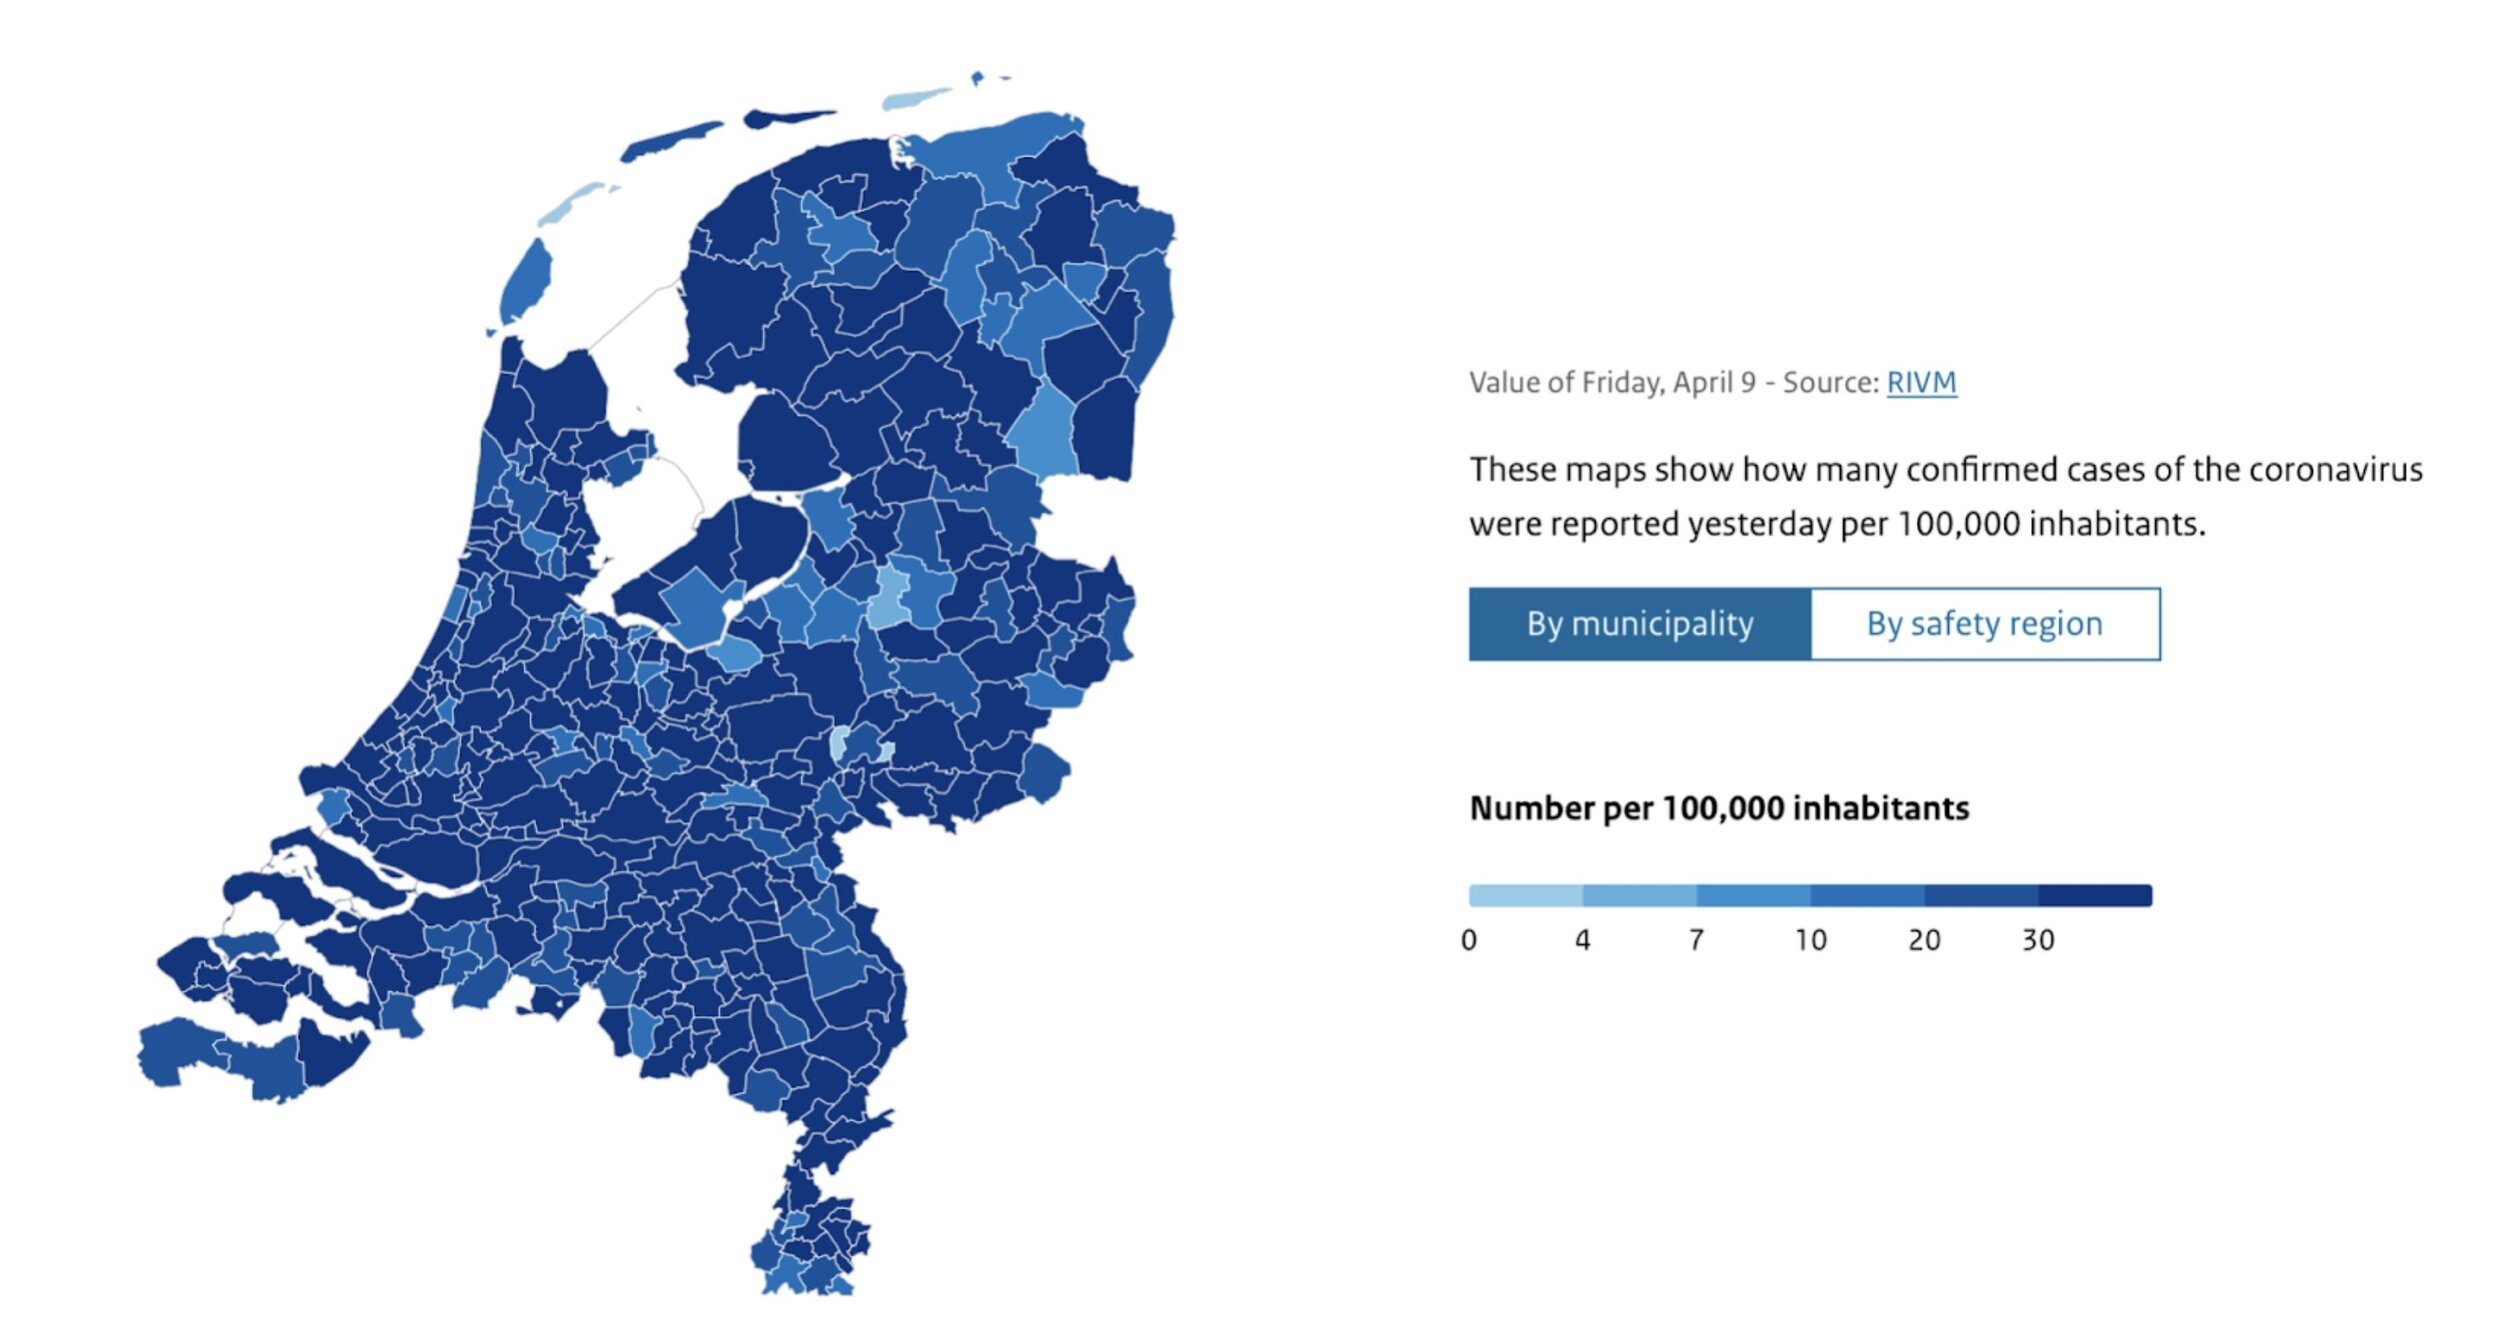 Value of Friday, April 9 - Source: RIVM
These maps show how many confirmed cases of the coronavirus
were reported yesterday per 100,000 inhabitants.
By municipality By safety region
Number per 100,000 inhabitants
0 4 7 10 20 30